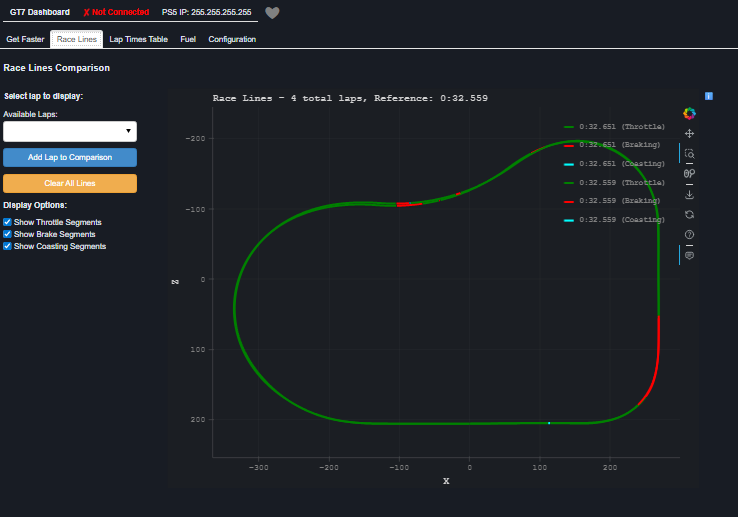 GT7 Dashboard ✗ Not Connected PS5 IP: 255.255.255.255
Get Faster Race Lines Lap Times Table Fuel Configuration
Race Lines Comparison
Select lap to display:
Available Laps:
Add Lap to Comparison
Clear All Lines
Display Options:
Show Throttle Segments
Show Brake Segments
Show Coasting Segments
Race Lines - 4 total laps, Reference: 0:32.559
0:32.651 (Throttle)
0:32.651 (Braking)
0:32.651 (Coasting)
0:32.559 (Throttle)
0:32.559 (Braking)
0:32.559 (Coasting)
-200
-100
0
100
200
Z
-300 -200 -100 0 100 200
X